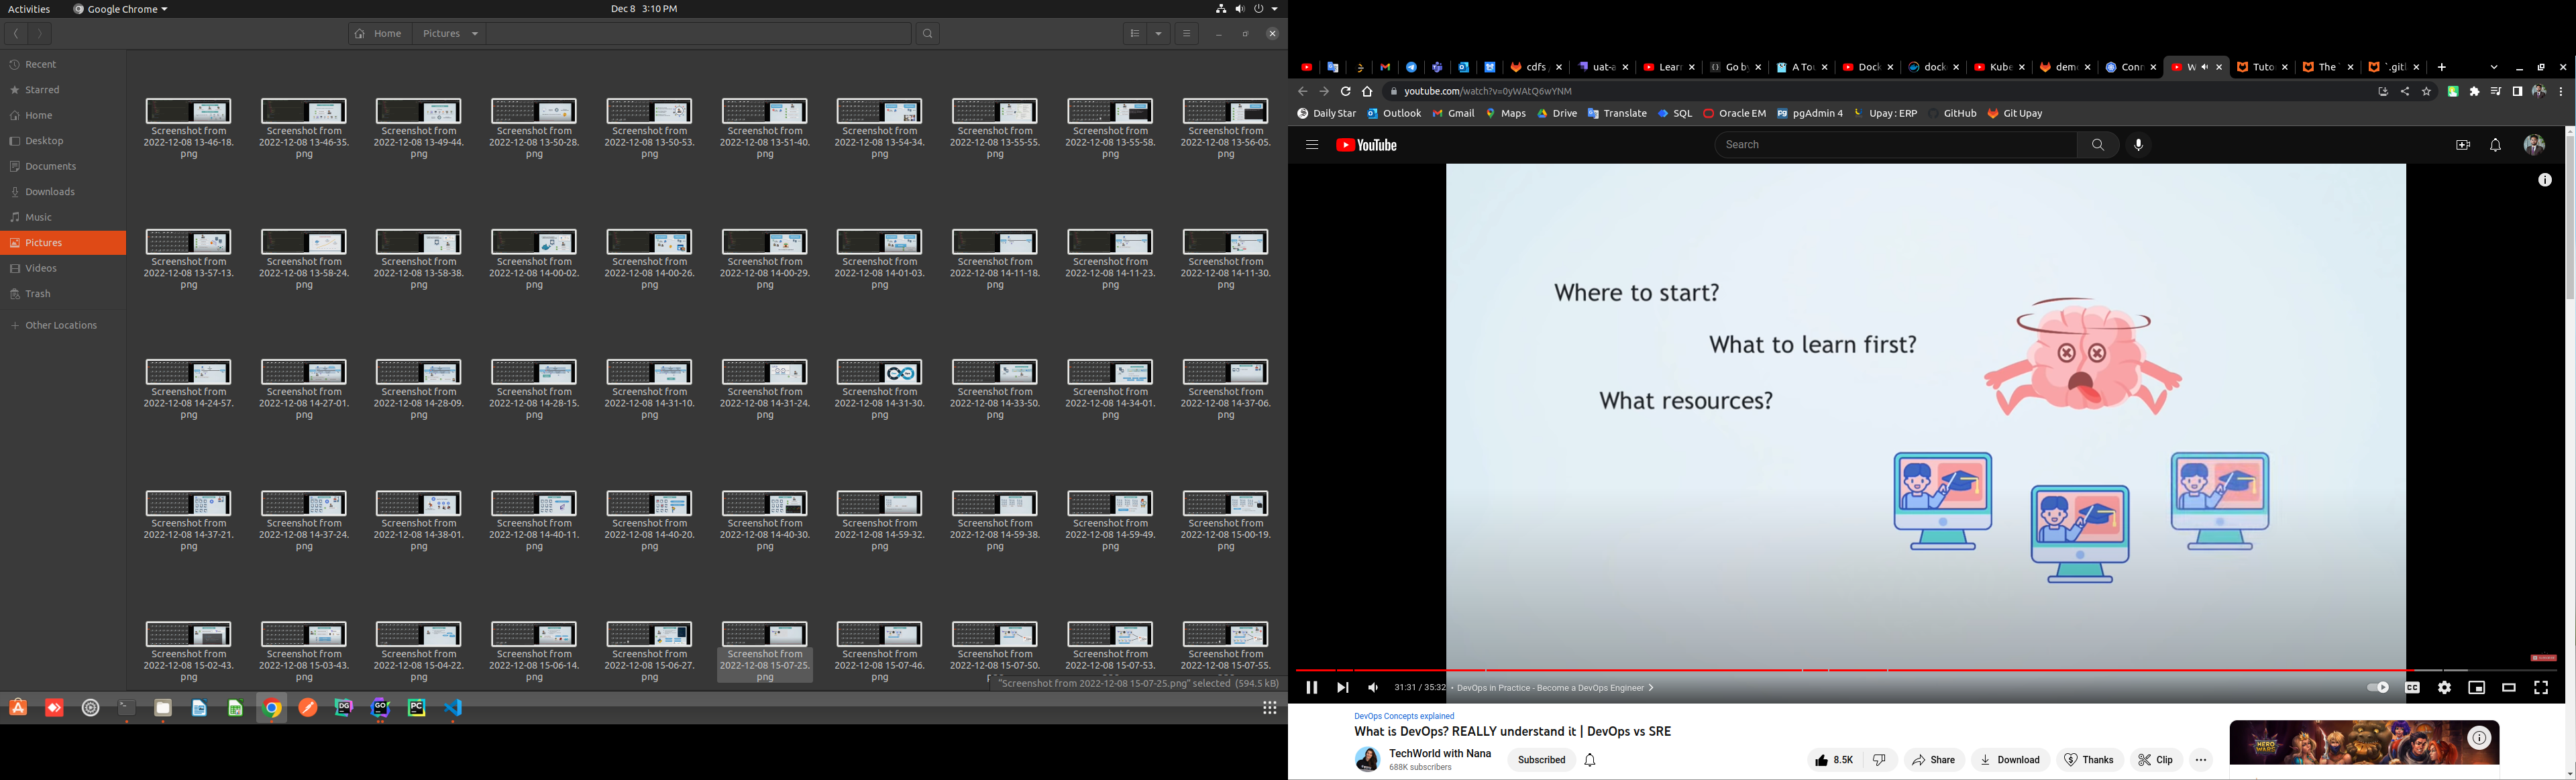 Activities
Google Chrome
Dec 8 3:10 PM
Home
Pictures
Recent
Starred
Home
Desktop
Documents
Downloads
Music
Pictures
Videos
Trash
Other Locations
Screenshot from 2022-12-08 13-46-18.png
Screenshot from 2022-12-08 13-46-35.png
Screenshot from 2022-12-08 13-49-44.png
Screenshot from 2022-12-08 13-50-28.png
Screenshot from 2022-12-08 13-50-53.png
Screenshot from 2022-12-08 13-51-40.png
Screenshot from 2022-12-08 13-54-34.png
Screenshot from 2022-12-08 13-55-55.png
Screenshot from 2022-12-08 13-55-58.png
Screenshot from 2022-12-08 13-56-05.png
Screenshot from 2022-12-08 13-57-13.png
Screenshot from 2022-12-08 13-58-24.png
Screenshot from 2022-12-08 13-58-38.png
Screenshot from 2022-12-08 14-00-02.png
Screenshot from 2022-12-08 14-00-26.png
Screenshot from 2022-12-08 14-00-29.png
Screenshot from 2022-12-08 14-01-03.png
Screenshot from 2022-12-08 14-11-18.png
Screenshot from 2022-12-08 14-11-23.png
Screenshot from 2022-12-08 14-11-30.png
Screenshot from 2022-12-08 14-24-57.png
Screenshot from 2022-12-08 14-27-01.png
Screenshot from 2022-12-08 14-28-09.png
Screenshot from 2022-12-08 14-28-15.png
Screenshot from 2022-12-08 14-31-10.png
Screenshot from 2022-12-08 14-31-24.png
Screenshot from 2022-12-08 14-31-30.png
Screenshot from 2022-12-08 14-33-50.png
Screenshot from 2022-12-08 14-34-01.png
Screenshot from 2022-12-08 14-37-06.png
Screenshot from 2022-12-08 14-37-21.png
Screenshot from 2022-12-08 14-37-24.png
Screenshot from 2022-12-08 14-38-01.png
Screenshot from 2022-12-08 14-40-11.png
Screenshot from 2022-12-08 14-40-20.png
Screenshot from 2022-12-08 14-40-30.png
Screenshot from 2022-12-08 14-59-32.png
Screenshot from 2022-12-08 14-59-38.png
Screenshot from 2022-12-08 14-59-49.png
Screenshot from 2022-12-08 15-00-19.png
Screenshot from 2022-12-08 15-02-43.png
Screenshot from 2022-12-08 15-03-43.png
Screenshot from 2022-12-08 15-04-22.png
Screenshot from 2022-12-08 15-06-14.png
Screenshot from 2022-12-08 15-06-27.png
Screenshot from 2022-12-08 15-07-25.png
Screenshot from 2022-12-08 15-07-46.png
Screenshot from 2022-12-08 15-07-50.
Screenshot from 2022-12-08 15-07-53.
Screenshot from 2022-12-08 15-07-55.
"Screenshot from 2022-12-08 15-07-25.png" selected (594.5 kB)
cdfs
uat-a
Learn
Go by
A Tou
Dock
dock
Kube
demo
Conn
W
Tuto
The
`.gitl
youtube.com/watch?v=0yWAtQ6wYNM
Daily Star
Outlook
Gmail
Maps
Drive
Translate
SQL
Oracle EM
pgAdmin 4
Upay : ERP
GitHub
Git Upay
YouTube
Search
Where to start?
What to learn first?
What resources?
31:31 / 35:32 • DevOps in Practice - Become a DevOps Engineer
DevOps Concepts explained
What is DevOps? REALLY understand it | DevOps vs SRE
TechWorld with Nana
688K subscribers
Subscribed
8.5K
Share
Download
Thanks
Clip
HERO WARS